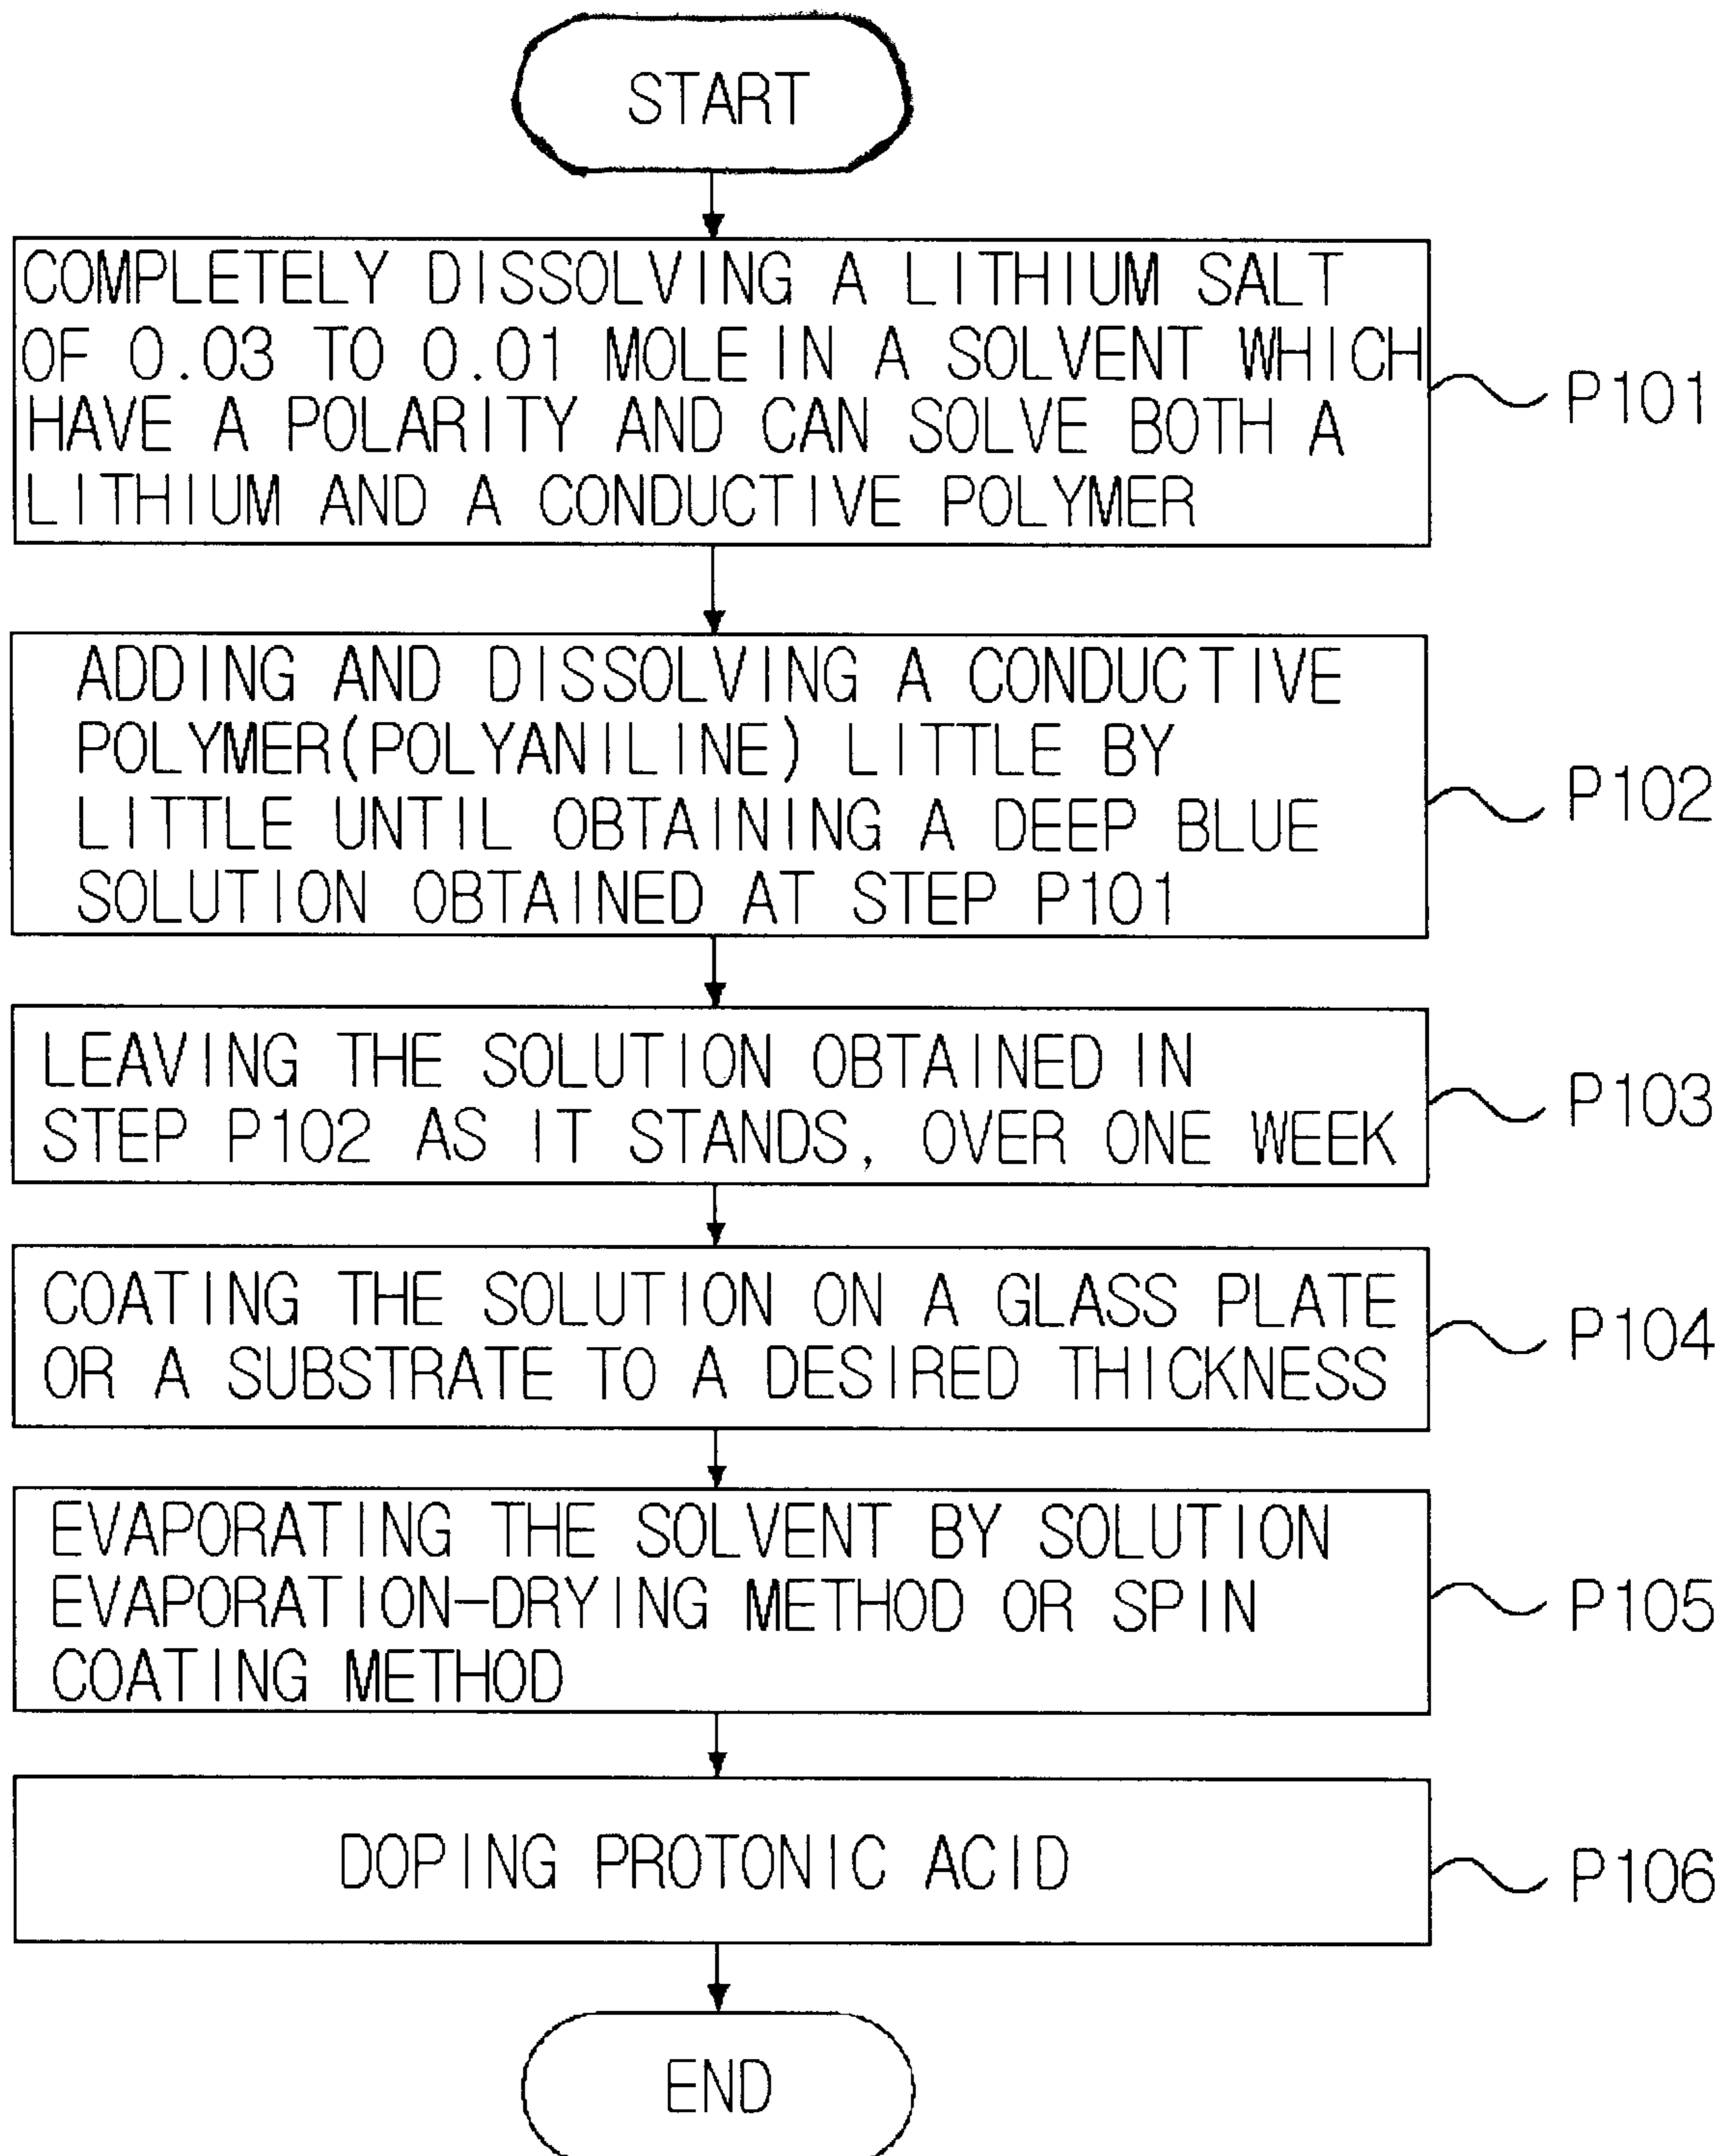 START
COMPLETELY DISSOLVING A LITHIUM SALT
OF 0.03 TO 0.01 MOLE IN A SOLVENT WHICH
HAVE A POLARITY AND CAN SOLVE BOTH A
LITHIUM AND A CONDUCTIVE POLYMER
P101
ADDING AND DISSOLVING A CONDUCTIVE
POLYMER(POLYANILINE) LITTLE BY
LITTLE UNTIL OBTAINING A DEEP BLUE
SOLUTION OBTAINED AT STEP P101
P102
LEAVING THE SOLUTION OBTAINED IN
STEP P102 AS IT STANDS, OVER ONE WEEK
P103
COATING THE SOLUTION ON A GLASS PLATE
OR A SUBSTRATE TO A DESIRED THICKNESS
P104
EVAPORATING THE SOLVENT BY SOLUTION
EVAPORATION-DRYING METHOD OR SPIN
COATING METHOD
P105
DOPING PROTONIC ACID
P106
END